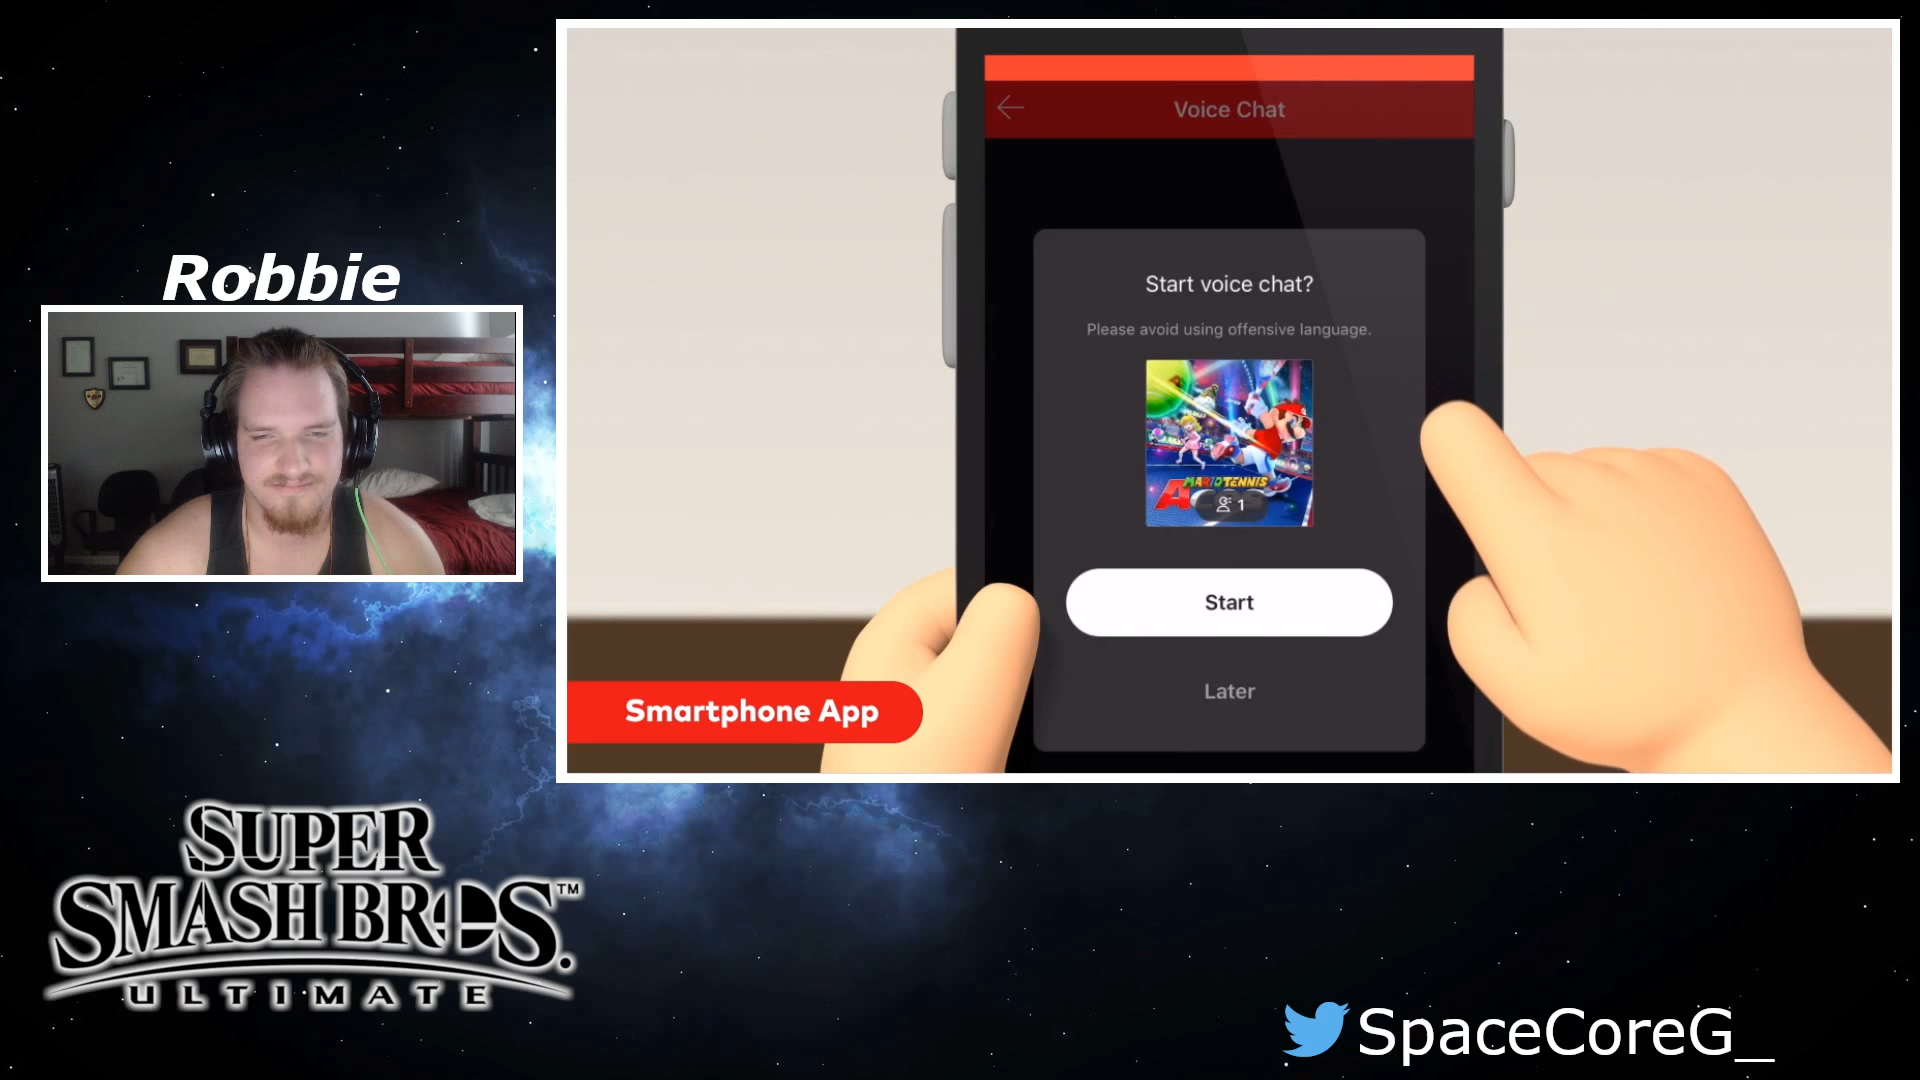 Robbie
Voice Chat
Start voice chat?
Please avoid using offensive language.
MARIO TENNIS
A
1
Start
Later
Smartphone App
SUPER
SMASH BROS.™
ULTIMATE
SpaceCoreG_